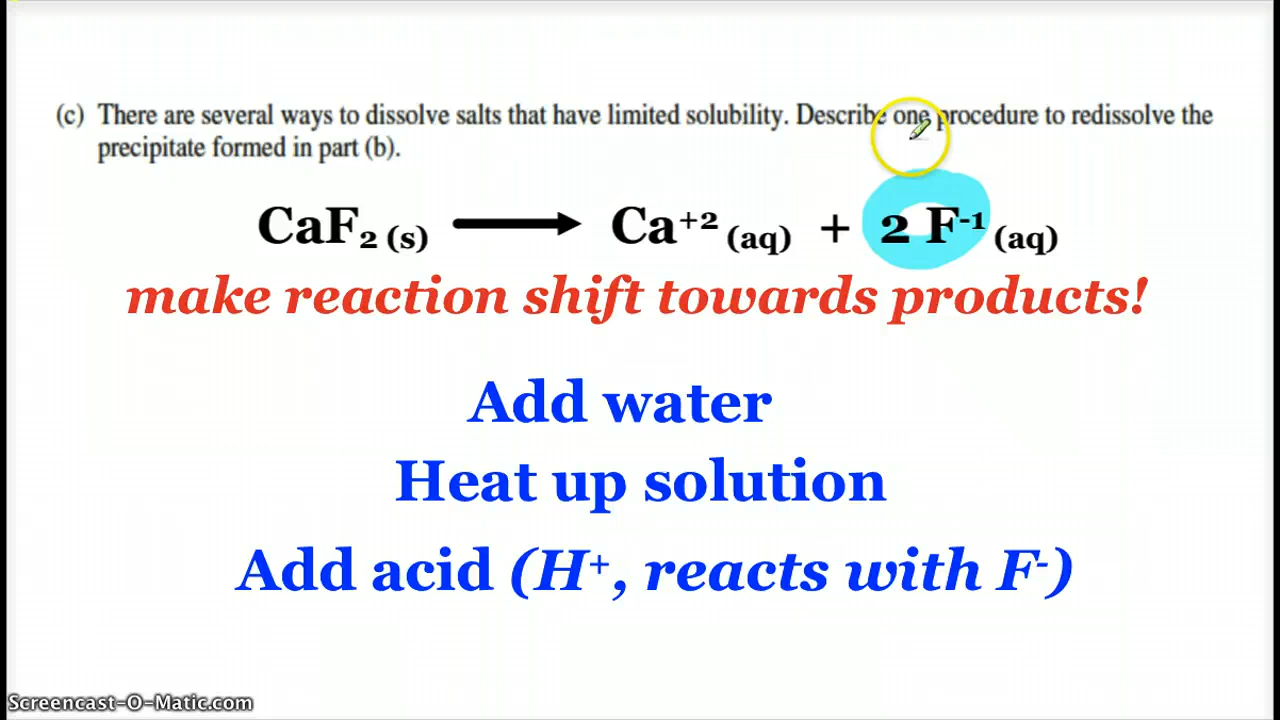 (c) There are several ways to dissolve salts that have limited solubility. Describe one procedure to redissolve the
precipitate formed in part (b).
CaF₂ (s) ⟶ Ca⁺² (aq) + 2 F⁻¹ (aq)
make reaction shift towards products!
Add water
Heat up solution
Add acid (H⁺, reacts with F⁻)
Screencast-O-Matic.com